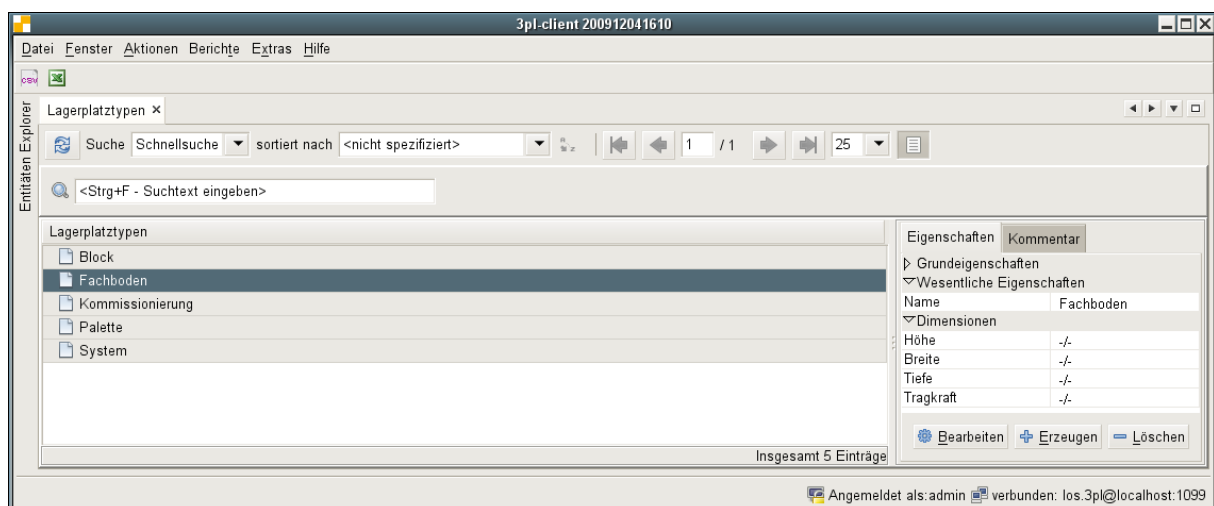 3pl-client 200912041610
Datei Fenster Aktionen Berichte Extras Hilfe
csv
Entitäten Explorer
Lagerplatztypen
Suche Schnellsuche sortiert nach <nicht spezifiziert> 1 / 1 25
<Strg+F - Suchtext eingeben>
Lagerplatztypen
Block
Fachboden
Kommissionierung
Palette
System
Insgesamt 5 Einträge
Eigenschaften Kommentar
Grundeigenschaften
Wesentliche Eigenschaften
Name Fachboden
Dimensionen
Höhe -/-
Breite -/-
Tiefe -/-
Tragkraft -/-
Bearbeiten Erzeugen Löschen
Angemeldet als:admin verbunden: los.3pl@localhost:1099